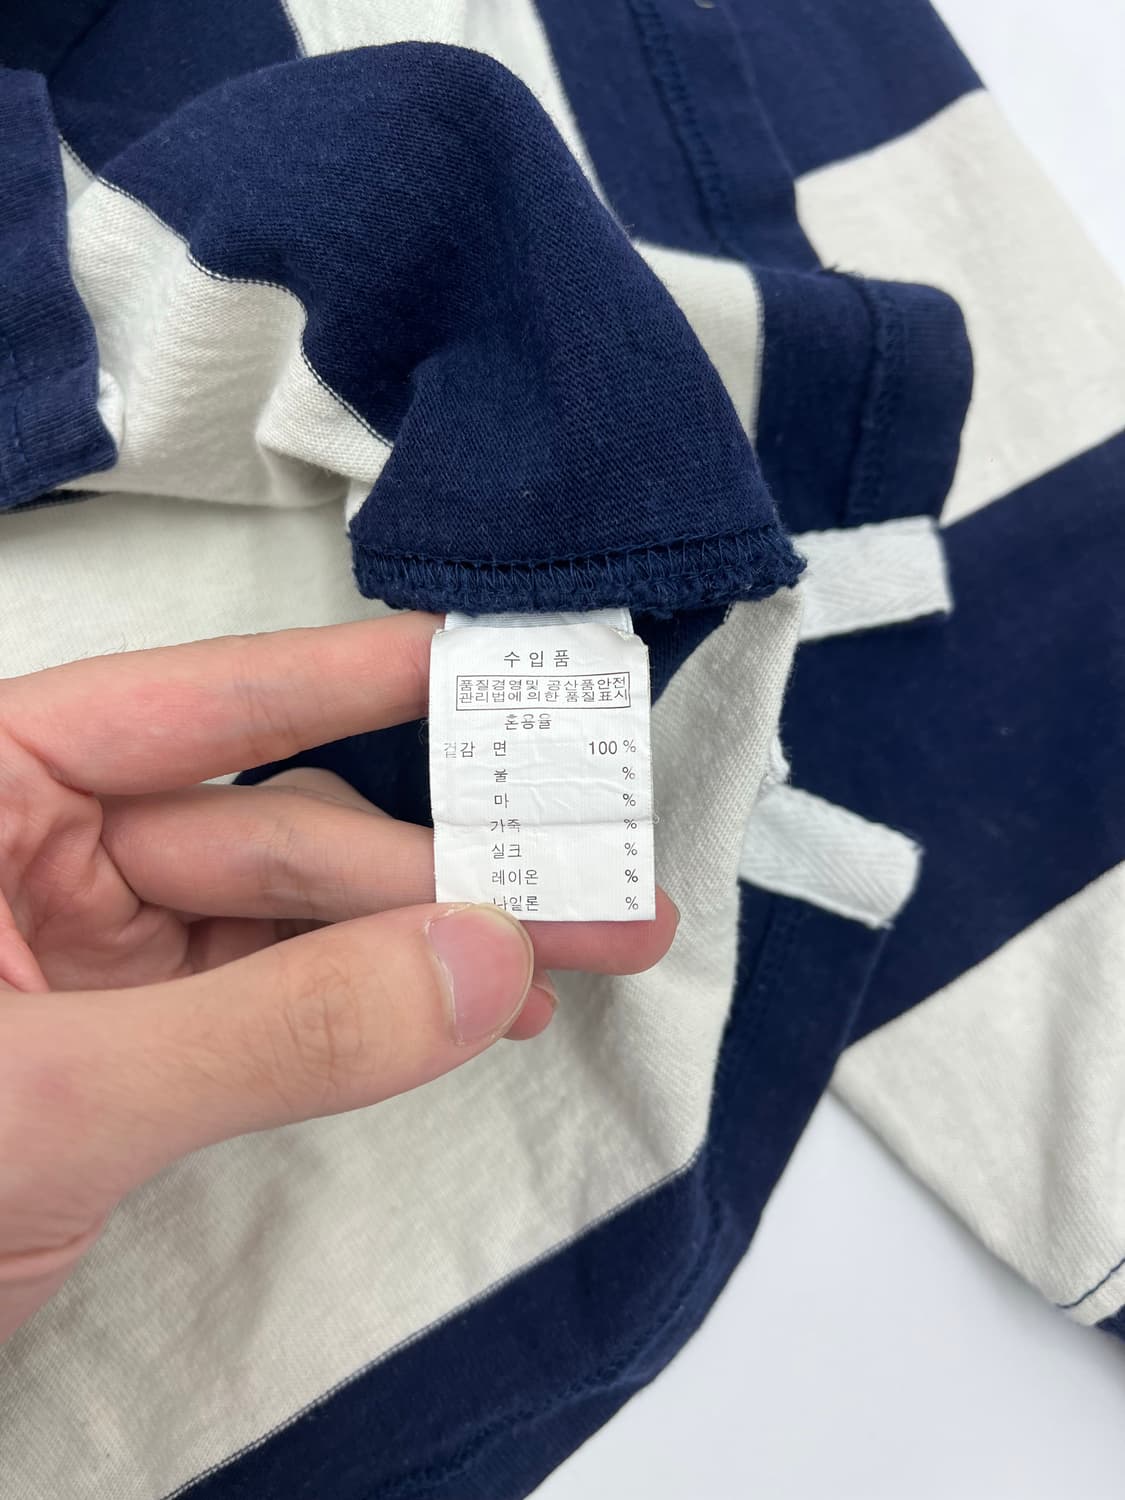 수입품
품질경영및 공산품안전
관리법에 의한 품질표시
혼용율
겉감 면 100 %
울 %
마 %
가죽 %
실크 %
레이온 %
나일론 %